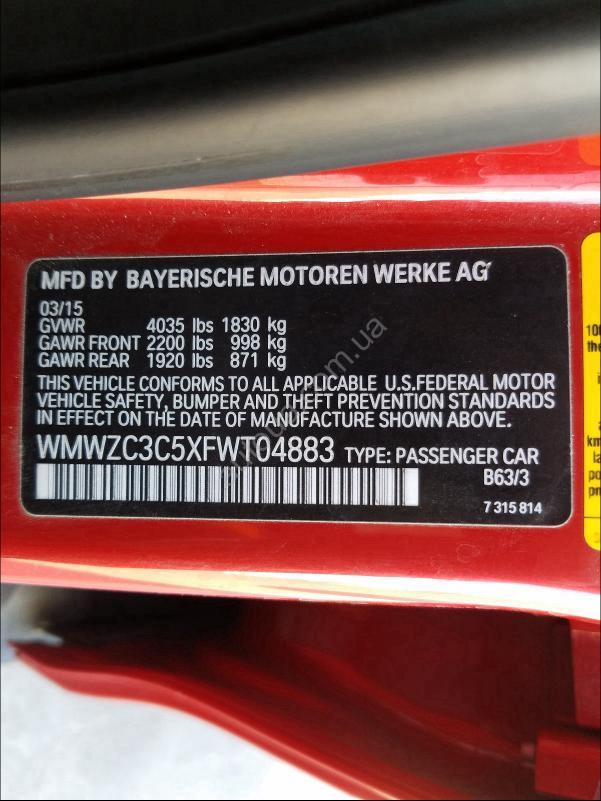 MFD BY BAYERISCHE MOTOREN WERKE AG
03/15
GVWR 4035 lbs 1830 kg
GAWR FRONT 2200 lbs 998 kg
GAWR REAR 1920 lbs 871 kg
THIS VEHICLE CONFORMS TO ALL APPLICABLE U.S.FEDERAL MOTOR
VEHICLE SAFETY, BUMPER, AND THEFT PREVENTION STANDARDS
IN EFFECT ON THE DATE OF MANUFACTURE SHOWN ABOVE.
WMWZC3C5XFWT04883 TYPE: PASSENGER CAR
B63/3
7 315 814